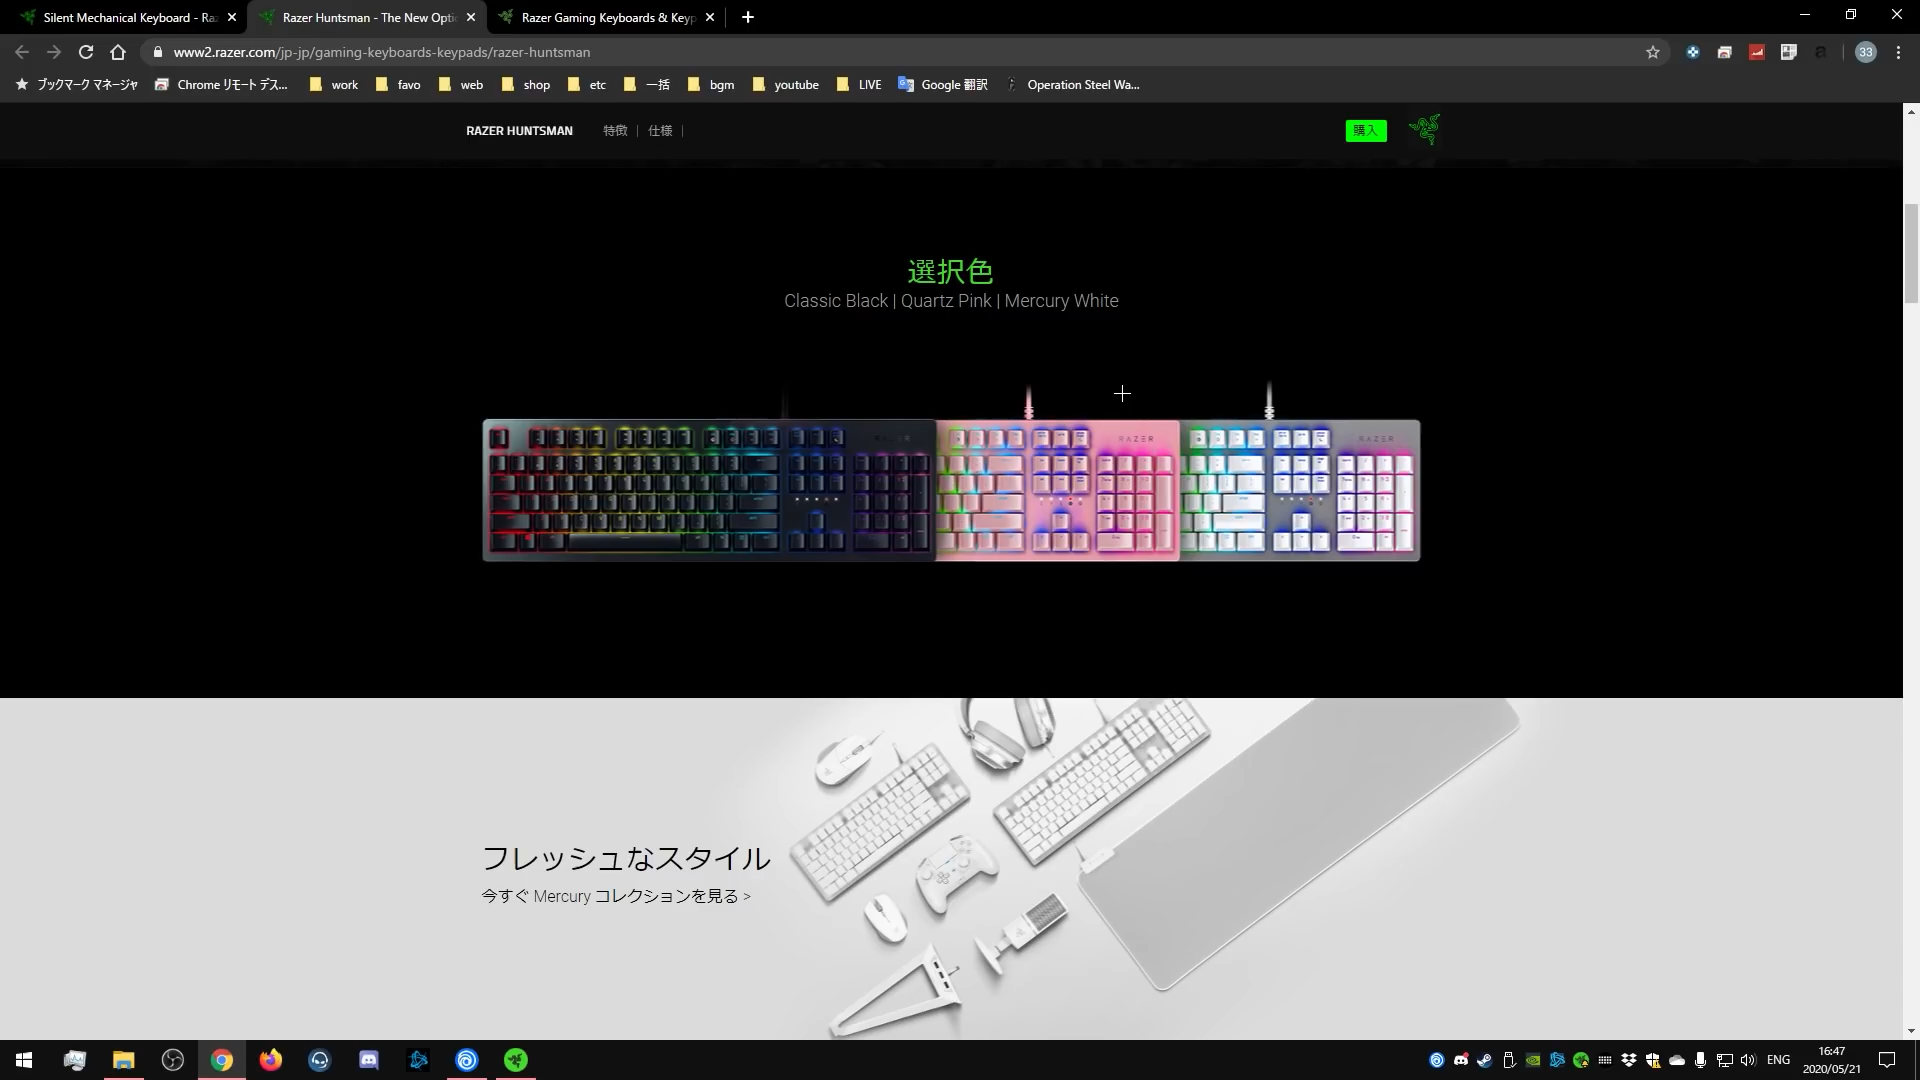 Silent Mechanical Keyboard - Ra
Razer Huntsman - The New Opti
Razer Gaming Keyboards & Keyp
www2.razer.com/jp-jp/gaming-keyboards-keypads/razer-huntsman
33
ブックマーク マネージャ
Chrome リモート デス...
work
favo
web
shop
etc
一括
bgm
youtube
LIVE
Google 翻訳
Operation Steel Wa...
RAZER HUNTSMAN
特徴
仕様
購入
選択色
Classic Black | Quartz Pink | Mercury White
RAZER
RAZER
RAZER
フレッシュなスタイル
今すぐ Mercury コレクションを見る >
ENG
16:47
2020/05/21